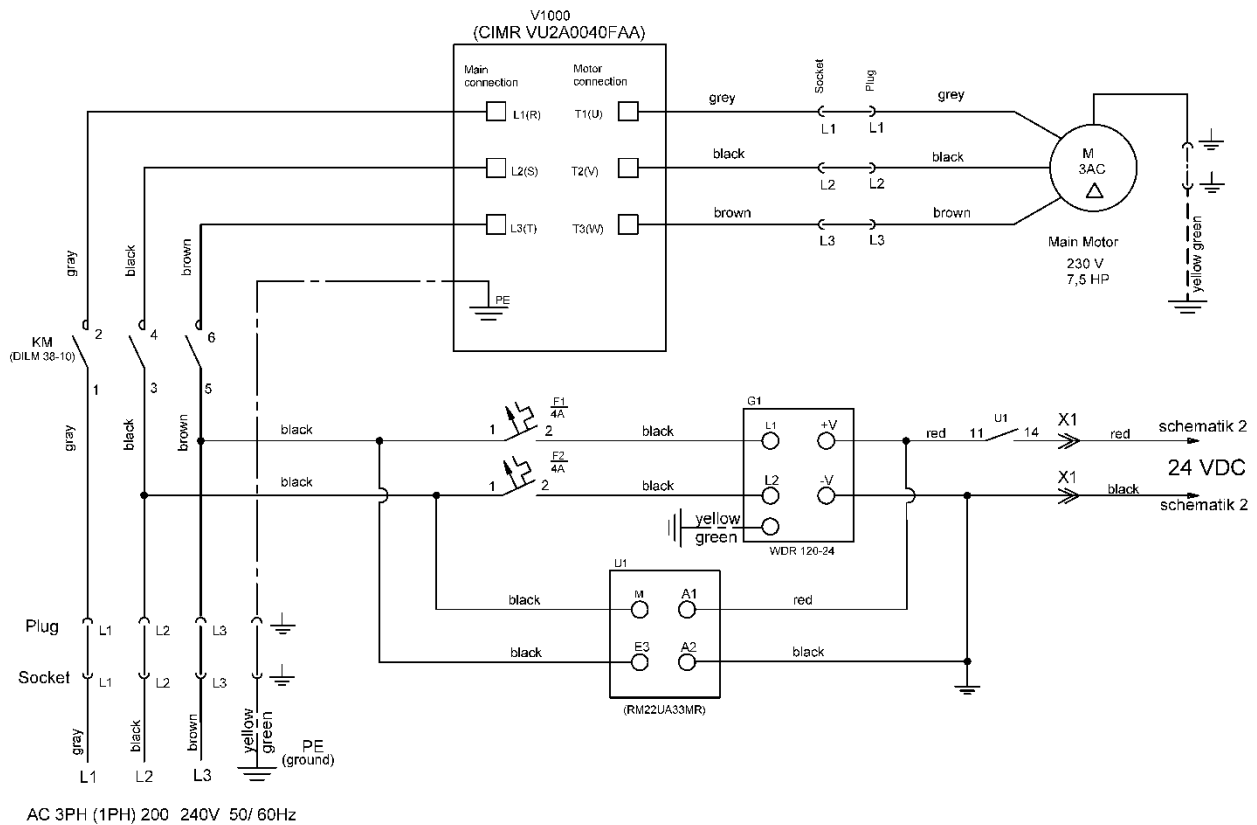 V1000
(CIMR VU2A0040FAA)
Main
connection
Motor
connection
L1(R)
T1(U)
L2(S)
T2(V)
L3(T)
T3(W)
PE
grey
Socket
Plug
grey
L1
L1
black
black
L2
L2
brown
brown
L3
L3
M
3AC
Main Motor
230 V
7,5 HP
yellow green
gray
black
brown
KM
(DILM 38-10)
2
4
6
1
3
5
gray
black
brown
black
1
F1
4A
2
black
black
1
F2
4A
2
black
G1
L1
+V
L2
-V
WDR 120-24
yellow
green
red
11
U1
14
X1
red
schematik 2
24 VDC
X1
black
schematik 2
U1
black
M
A1
red
black
E3
A2
black
(RM22UA33MR)
Plug
L1
L2
L3
Socket
L1
L2
L3
gray
black
brown
yellow
green
PE
(ground)
L1
L2
L3
AC 3PH (1PH) 200 240V 50/ 60Hz